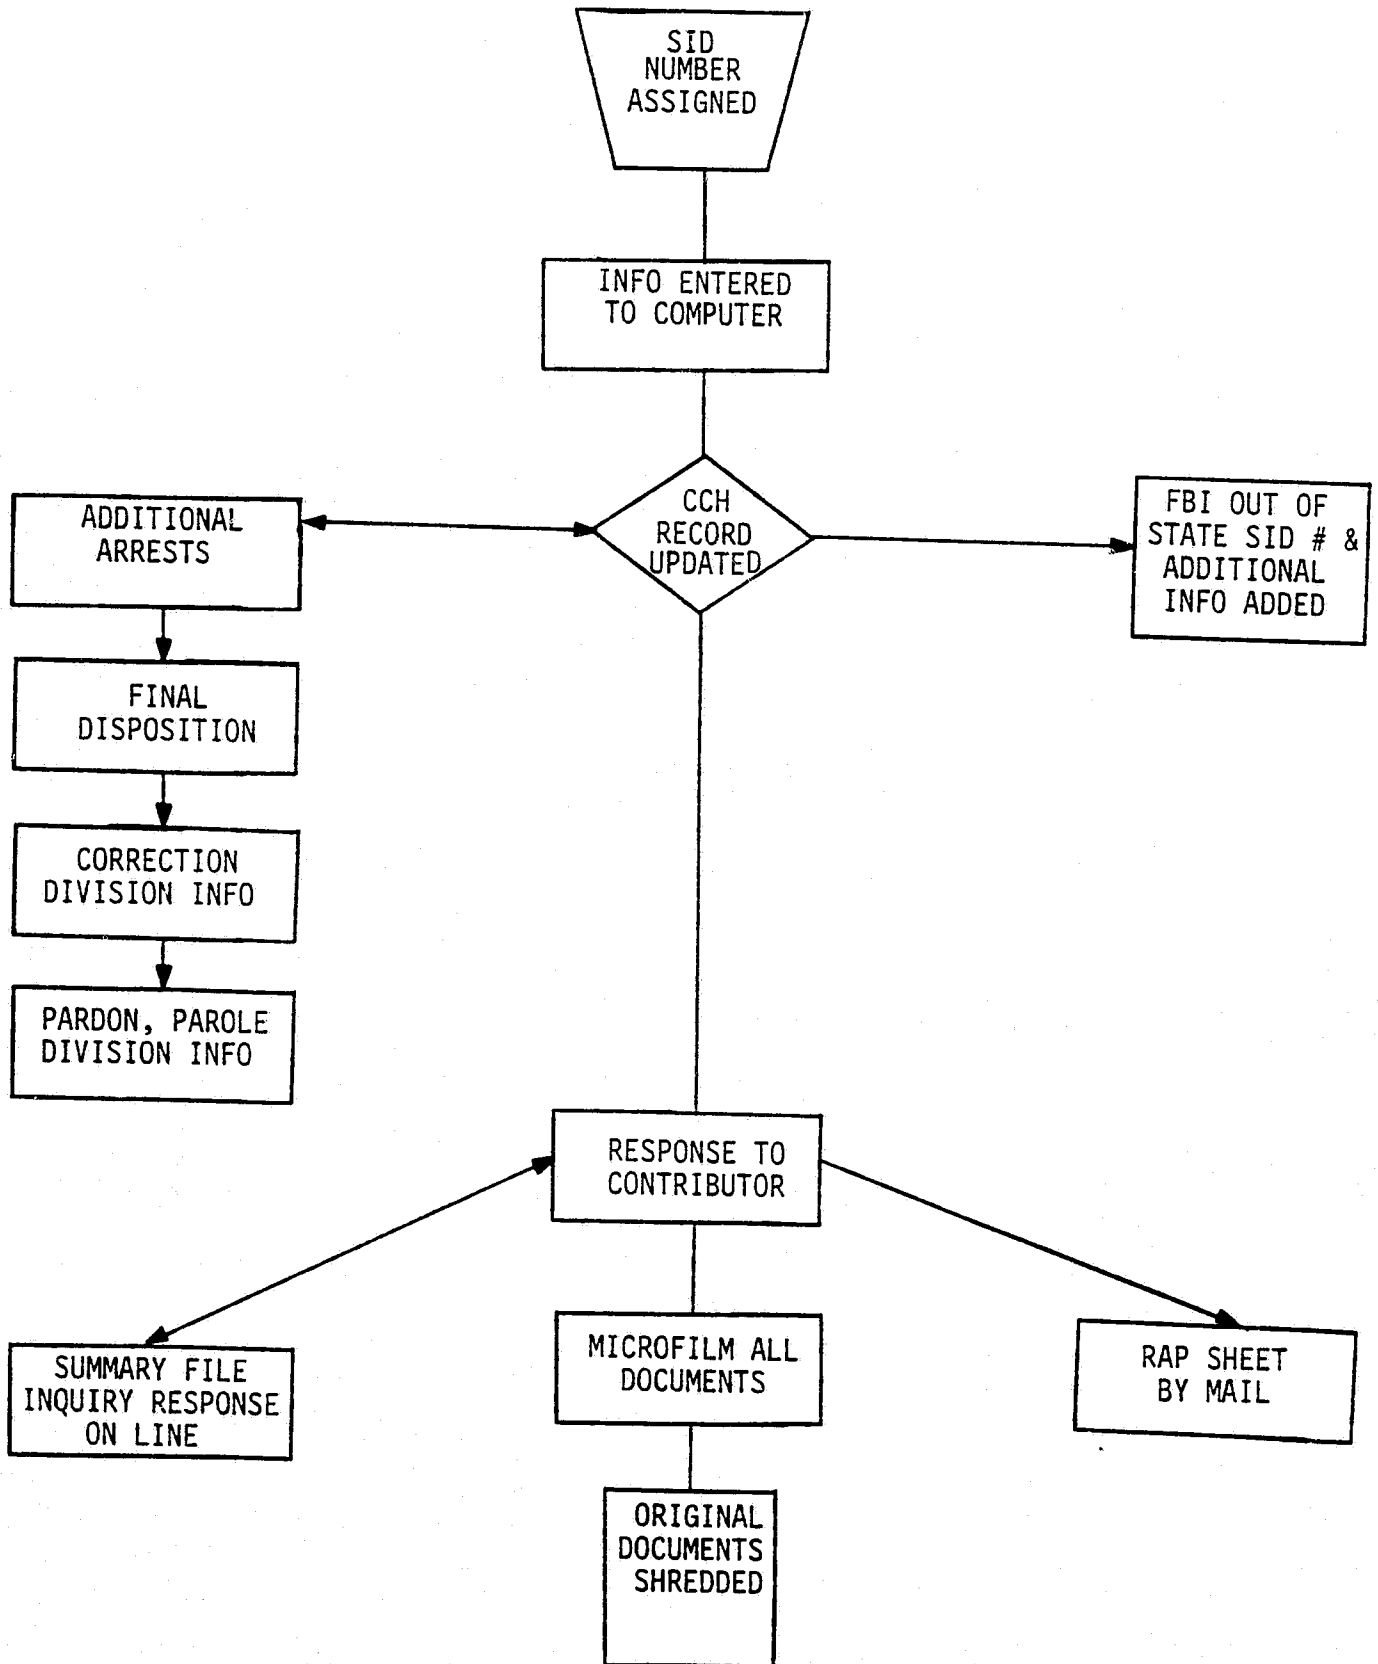 SID
NUMBER
ASSIGNED
INFO ENTERED
TO COMPUTER
CCH
RECORD
UPDATED
ADDITIONAL
ARRESTS
FBI OUT OF
STATE SID # &
ADDITIONAL
INFO ADDED
FINAL
DISPOSITION
CORRECTION
DIVISION INFO
PARDON, PAROLE
DIVISION INFO
RESPONSE TO
CONTRIBUTOR
SUMMARY FILE
INQUIRY RESPONSE
ON LINE
MICROFILM ALL
DOCUMENTS
RAP SHEET
BY MAIL
ORIGINAL
DOCUMENTS
SHREDDED